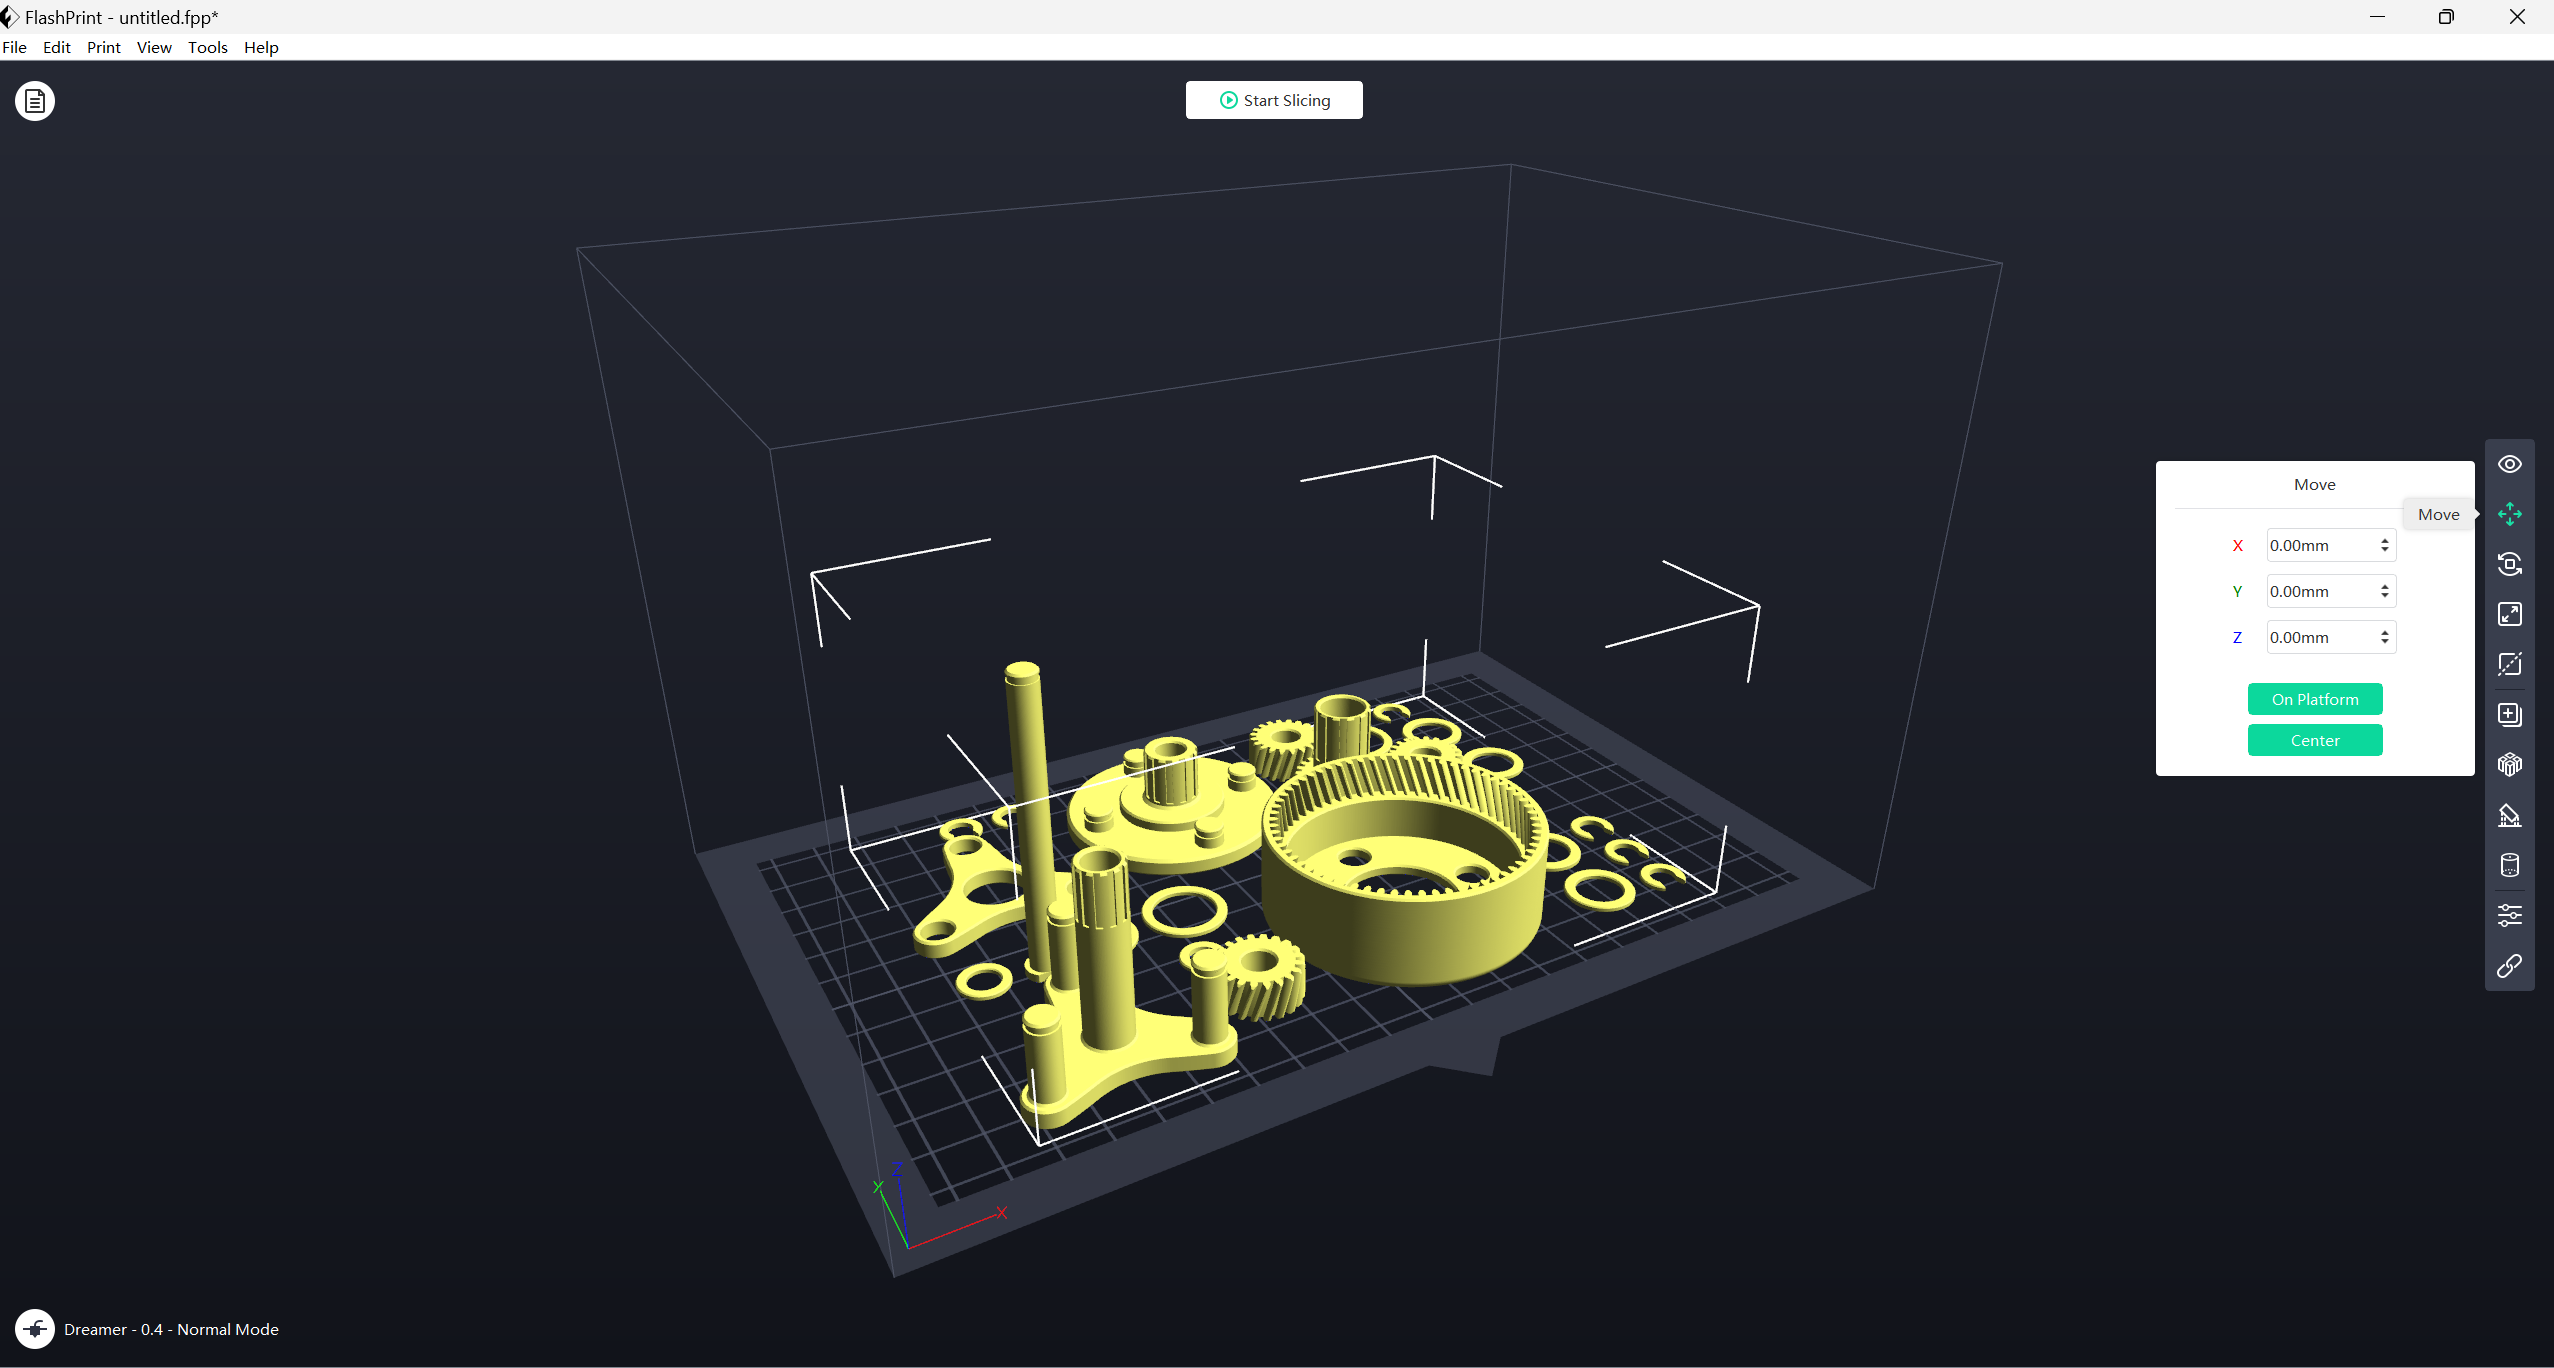 FlashPrint - untitled.fpp*
File Edit Print View Tools Help
Start Slicing
Move
Move
X 0.00mm
Y 0.00mm
Z 0.00mm
On Platform
Center
Z
Y
X
Dreamer - 0.4 - Normal Mode